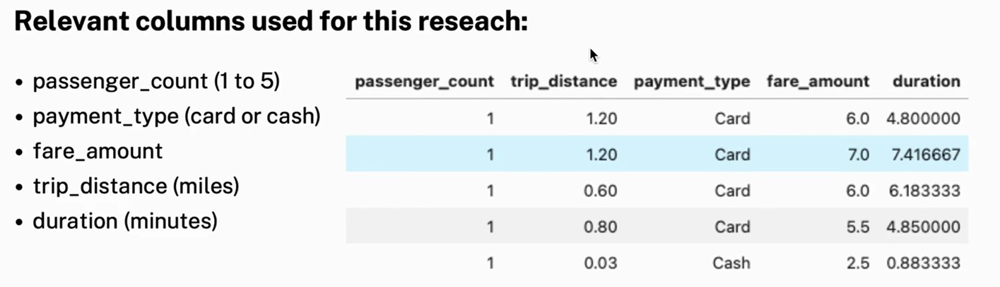 Relevant columns used for this reseach:
• passenger_count (1 to 5)
• payment_type (card or cash)
• fare_amount
• trip_distance (miles)
• duration (minutes)
passenger_count trip_distance payment_type fare_amount duration
1 1.20 Card 6.0 4.800000
1 1.20 Card 7.0 7.416667
1 0.60 Card 6.0 6.183333
1 0.80 Card 5.5 4.850000
1 0.03 Cash 2.5 0.883333